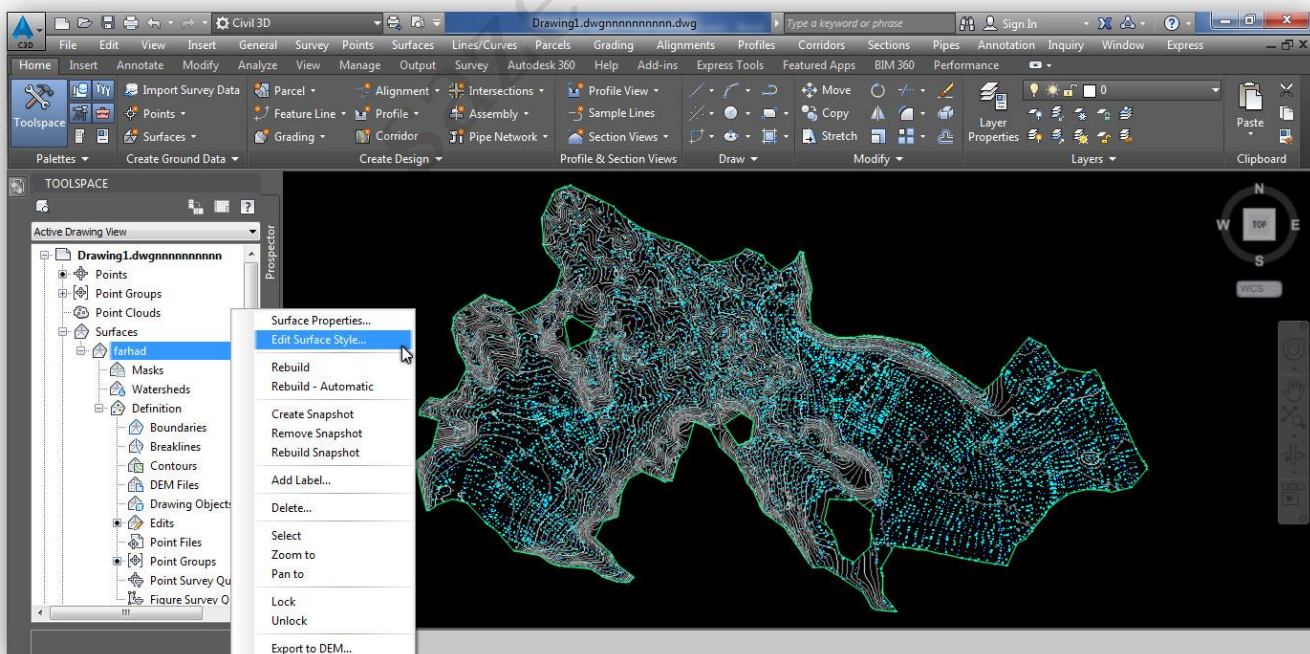 Civil 3D Drawing1.dwgnnnnnnnnnn.dwg Type a keyword or phrase Sign In
C3D File Edit View Insert General Survey Points Surfaces Lines/Curves Parcels Grading Alignments Profiles Corridors Sections Pipes Annotation Inquiry Window Express
Home Insert Annotate Modify Analyze View Manage Output Survey Autodesk 360 Help Add-ins Express Tools Featured Apps BIM 360 Performance
Import Survey Data Parcel Alignment Intersections Profile View Move 0
Toolspace Points Feature Line Profile Assembly Sample Lines Copy Layer Properties Paste
Surfaces Grading Corridor Pipe Network Section Views Stretch
Palettes Create Ground Data Create Design Profile & Section Views Draw Modify Layers Clipboard
TOOLSPACE
Active Drawing View
Prospector
Drawing1.dwgnnnnnnnnnn
Points
Point Groups
Point Clouds
Surfaces
farhad
Masks
Watersheds
Definition
Boundaries
Breaklines
Contours
DEM Files
Drawing Objects
Edits
Point Files
Point Groups
Point Survey Qu
Figure Survey Q
Surface Properties...
Edit Surface Style...
Rebuild
Rebuild - Automatic
Create Snapshot
Remove Snapshot
Rebuild Snapshot
Add Label...
Delete...
Select
Zoom to
Pan to
Lock
Unlock
Export to DEM...
N
W TOP E
S
WCS